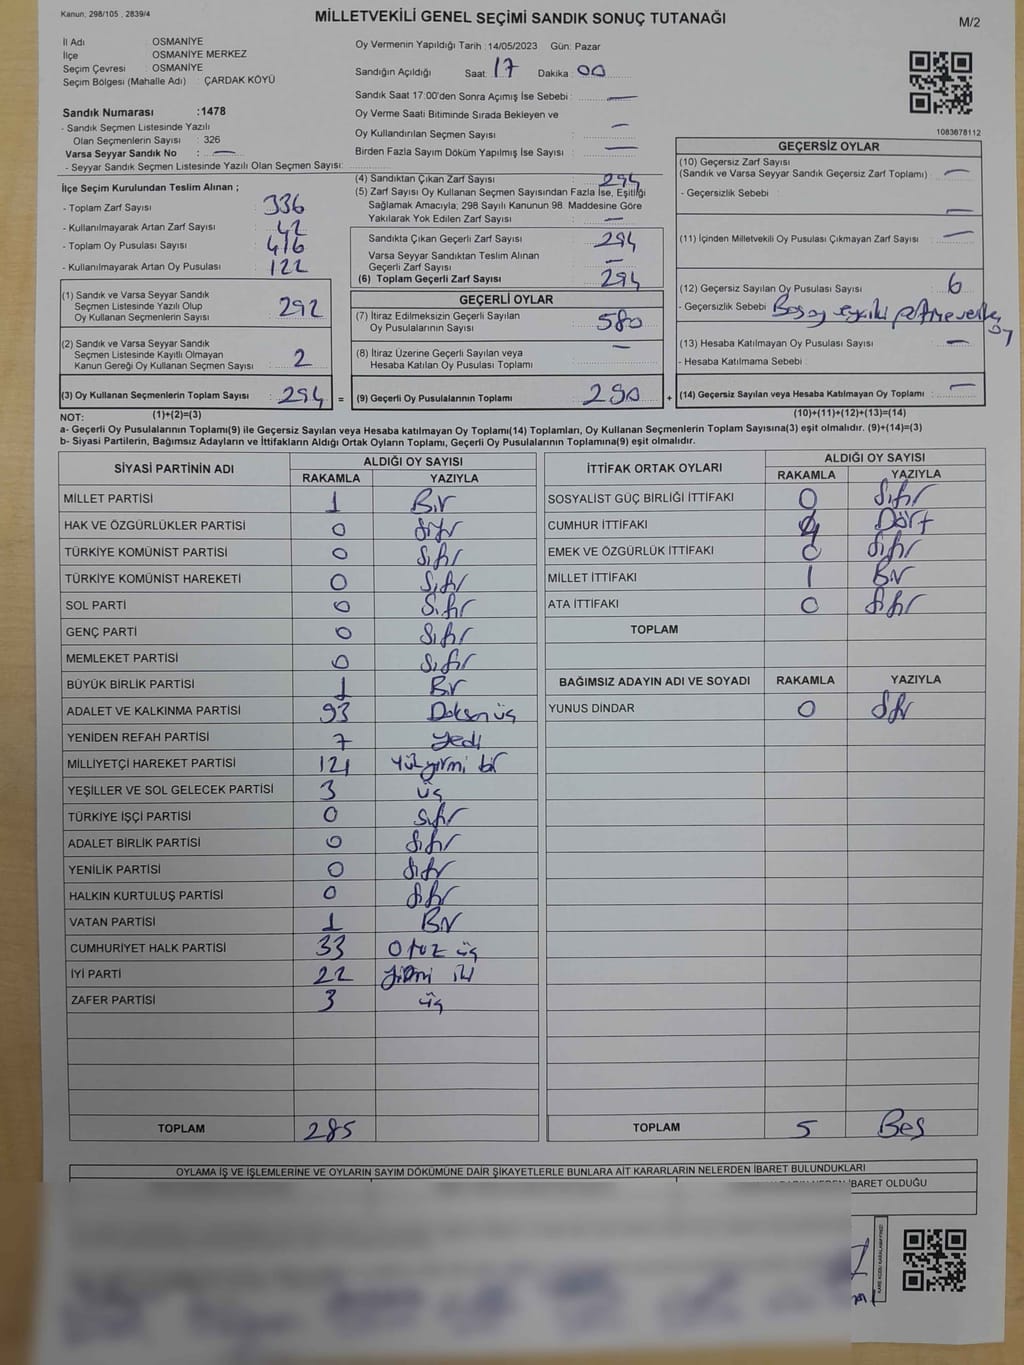 Kanun; 298/105 , 2839/4
MİLLETVEKİLİ GENEL SEÇİMİ SANDIK SONUÇ TUTANAĞI
M/2
İl Adı : OSMANİYE
İlçe : OSMANİYE MERKEZ
Seçim Çevresi : OSMANİYE
Seçim Bölgesi (Mahalle Adı) : ÇARDAK KÖYÜ
Sandık Numarası :1478
- Sandık Seçmen Listesinde Yazılı
Olan Seçmenlerin Sayısı : 326
Varsa Seyyar Sandık No : —
- Seyyar Sandık Seçmen Listesinde Yazılı Olan Seçmen Sayısı:
Oy Vermenin Yapıldığı Tarih :14/05/2023 Gün: Pazar
Sandığın Açıldığı Saat: 17 Dakika : 00
Sandık Saat 17:00'den Sonra Açımış İse Sebebi : —
Oy Verme Saati Bitiminde Sırada Bekleyen ve
Oy Kullandırılan Seçmen Sayısı : —
Birden Fazla Sayım Döküm Yapılmış İse Sayısı : —
1083678112
İlçe Seçim Kurulundan Teslim Alınan ;
- Toplam Zarf Sayısı : 336
- Kullanılmayarak Artan Zarf Sayısı : 42
- Toplam Oy Pusulası Sayısı : 416
- Kullanılmayarak Artan Oy Pusulası : 122
(1) Sandık ve Varsa Seyyar Sandık
Seçmen Listesinde Yazılı Olup
Oy Kullanan Seçmenlerin Sayısı : 292
(2) Sandık ve Varsa Seyyar Sandık
Seçmen Listesinde Kayıtlı Olmayan
Kanun Gereği Oy Kullanan Seçmen Sayısı : 2
(3) Oy Kullanan Seçmenlerin Toplam Sayısı : 294 =
(4) Sandıktan Çıkan Zarf Sayısı : 294
(5) Zarf Sayısı Oy Kullanan Seçmen Sayısından Fazla İse, Eşitliği
Sağlamak Amacıyla; 298 Sayılı Kanunun 98. Maddesine Göre
Yakılarak Yok Edilen Zarf Sayısı : —
Sandıkta Çıkan Geçerli Zarf Sayısı : 294
Varsa Seyyar Sandıktan Teslim Alınan
Geçerli Zarf Sayısı : —
(6) Toplam Geçerli Zarf Sayısı : 294
GEÇERLİ OYLAR
(7) İtiraz Edilmeksizin Geçerli Sayılan
Oy Pusulalarının Sayısı : 580
(8) İtiraz Üzerine Geçerli Sayılan veya
Hesaba Katılan Oy Pusulası Toplamı : —
(9) Geçerli Oy Pusulalarının Toplamı : 290 +
GEÇERSİZ OYLAR
(10) Geçersiz Zarf Sayısı
(Sandık ve Varsa Seyyar Sandık Geçersiz Zarf Toplamı) : —
- Geçersizlik Sebebi : —
(11) İçinden Milletvekili Oy Pusulası Çıkmayan Zarf Sayısı : —
(12) Geçersiz Sayılan Oy Pusulası Sayısı : 6
- Geçersizlik Sebebi : Boş oy
(13) Hesaba Katılmayan Oy Pusulası Sayısı : —
- Hesaba Katılmama Sebebi :
(14) Geçersiz Sayılan veya Hesaba Katılmayan Oy Toplamı : —
NOT: (1)+(2)=(3) (10)+(11)+(12)+(13)=(14)
a- Geçerli Oy Pusulalarının Toplamı(9) ile Geçersiz Sayılan veya Hesaba katılmayan Oy Toplamı(14) Toplamları, Oy Kullanan Seçmenlerin Toplam Sayısına(3) eşit olmalıdır. (9)+(14)=(3)
b- Siyasi Partilerin, Bağımsız Adayların ve İttifakların Aldığı Ortak Oyların Toplamı, Geçerli Oy Pusulalarının Toplamına(9) eşit olmalıdır.
SİYASİ PARTİNİN ADI ALDIĞI OY SAYISI
RAKAMLA YAZIYLA
MİLLET PARTİSİ 1 Bir
HAK VE ÖZGÜRLÜKLER PARTİSİ 0 Sıfır
TÜRKİYE KOMÜNİST PARTİSİ 0 Sıfır
TÜRKİYE KOMÜNİST HAREKETİ 0 Sıfır
SOL PARTİ 0 Sıfır
GENÇ PARTİ 0 Sıfır
MEMLEKET PARTİSİ 0 Sıfır
BÜYÜK BİRLİK PARTİSİ 1 Bir
ADALET VE KALKINMA PARTİSİ 93 Doksan üç
YENİDEN REFAH PARTİSİ 7 Yedi
MİLLİYETÇİ HAREKET PARTİSİ 121 Yüz yirmi bir
YEŞİLLER VE SOL GELECEK PARTİSİ 3 üç
TÜRKİYE İŞÇİ PARTİSİ 0 Sıfır
ADALET BİRLİK PARTİSİ 0 Sıfır
YENİLİK PARTİSİ 0 Sıfır
HALKIN KURTULUŞ PARTİSİ 0 Sıfır
VATAN PARTİSİ 1 Bir
CUMHURİYET HALK PARTİSİ 33 Otuz üç
İYİ PARTİ 22 yirmi iki
ZAFER PARTİSİ 3 üç
TOPLAM 285
İTTİFAK ORTAK OYLARI ALDIĞI OY SAYISI
RAKAMLA YAZIYLA
SOSYALİST GÜÇ BİRLİĞİ İTTİFAKI 0 Sıfır
CUMHUR İTTİFAKI 4 Dört
EMEK VE ÖZGÜRLÜK İTTİFAKI 0 Sıfır
MİLLET İTTİFAKI 1 Bir
ATA İTTİFAKI 0 Sıfır
TOPLAM
BAĞIMSIZ ADAYIN ADI VE SOYADI RAKAMLA YAZIYLA
YUNUS DİNDAR 0 Sıfır
TOPLAM 5 Beş
OYLAMA İŞ VE İŞLEMLERİNE VE OYLARIN SAYIM DÖKÜMÜNE DAİR ŞİKAYETLERLE BUNLARA AİT KARARLARIN NELERDEN İBARET BULUNDUKLARI
İBARET OLDUĞU